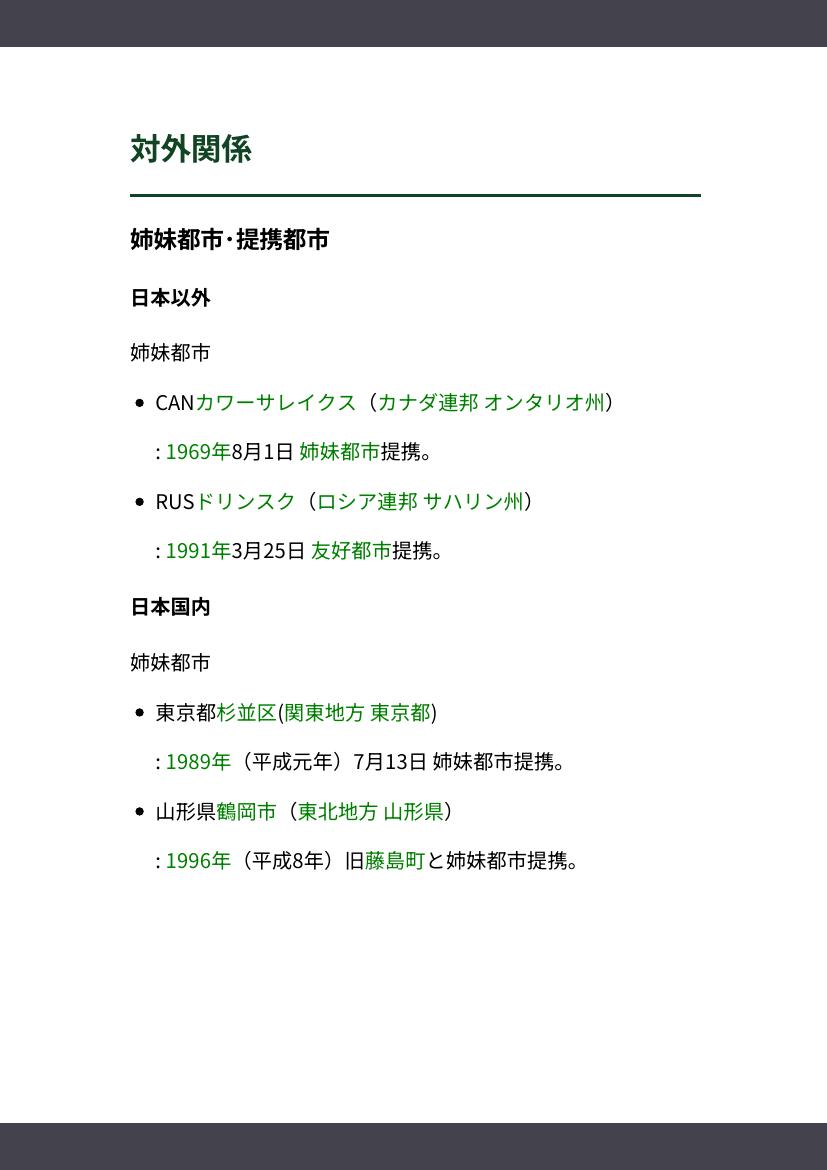 対外関係
姉妹都市·提携都市
日本以外
姉妹都市
• CANカワーサレイクス（カナダ連邦 オンタリオ州）
: 1969年8月1日 姉妹都市提携。
• RUSドリンスク（ロシア連邦 サハリン州）
: 1991年3月25日 友好都市提携。
日本国内
姉妹都市
• 東京都杉並区(関東地方 東京都)
: 1989年（平成元年）7月13日 姉妹都市提携。
• 山形県鶴岡市（東北地方 山形県）
: 1996年（平成8年）旧藤島町と姉妹都市提携。